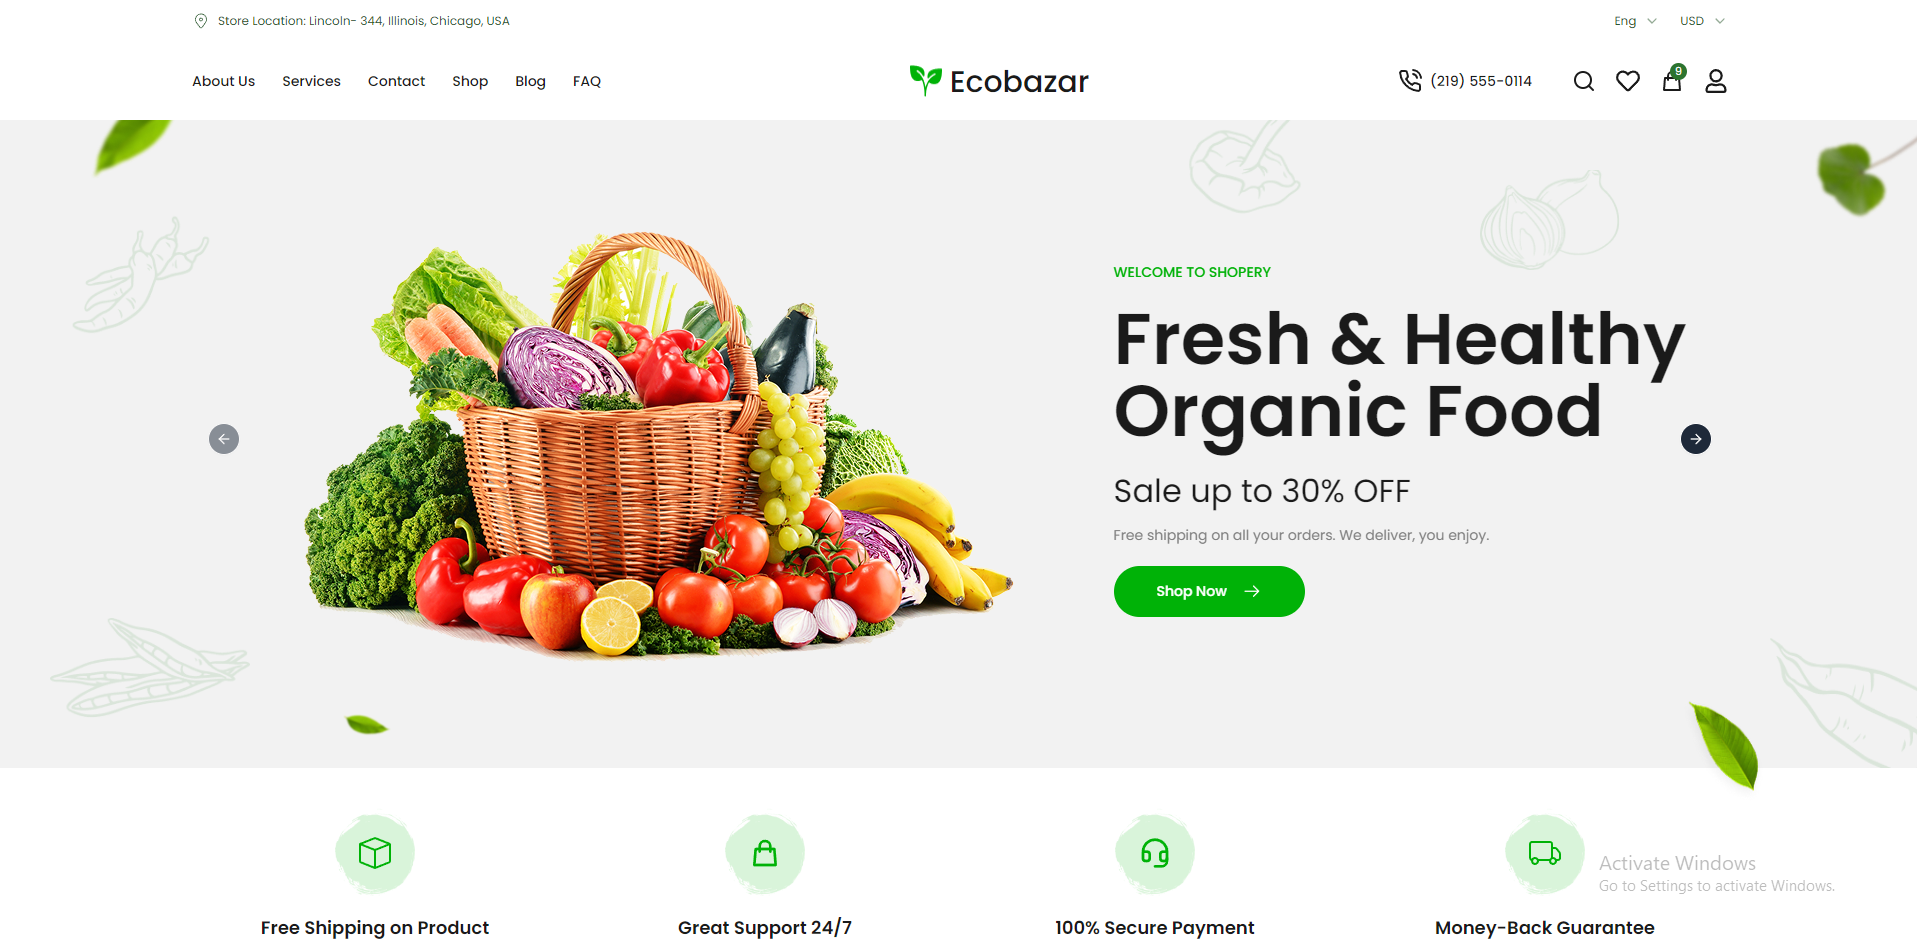 Store Location: Lincoln- 344, Illinois, Chicago, USA
Eng
USD
About Us
Services
Contact
Shop
Blog
FAQ
Ecobazar
(219) 555-0114
9
WELCOME TO SHOPERY
Fresh & Healthy
Organic Food
Sale up to 30% OFF
Free shipping on all your orders. We deliver, you enjoy.
Shop Now
Free Shipping on Product
Great Support 24/7
100% Secure Payment
Money-Back Guarantee
Activate Windows
Go to Settings to activate Windows.